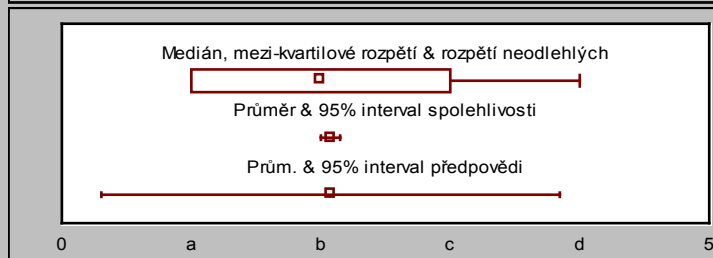 Medián, mezi-kvartilové rozpětí & rozpětí neodlehlých
Průměr & 95% interval spolehlivosti
Prům. & 95% interval předpovědi
0 a b c d 5